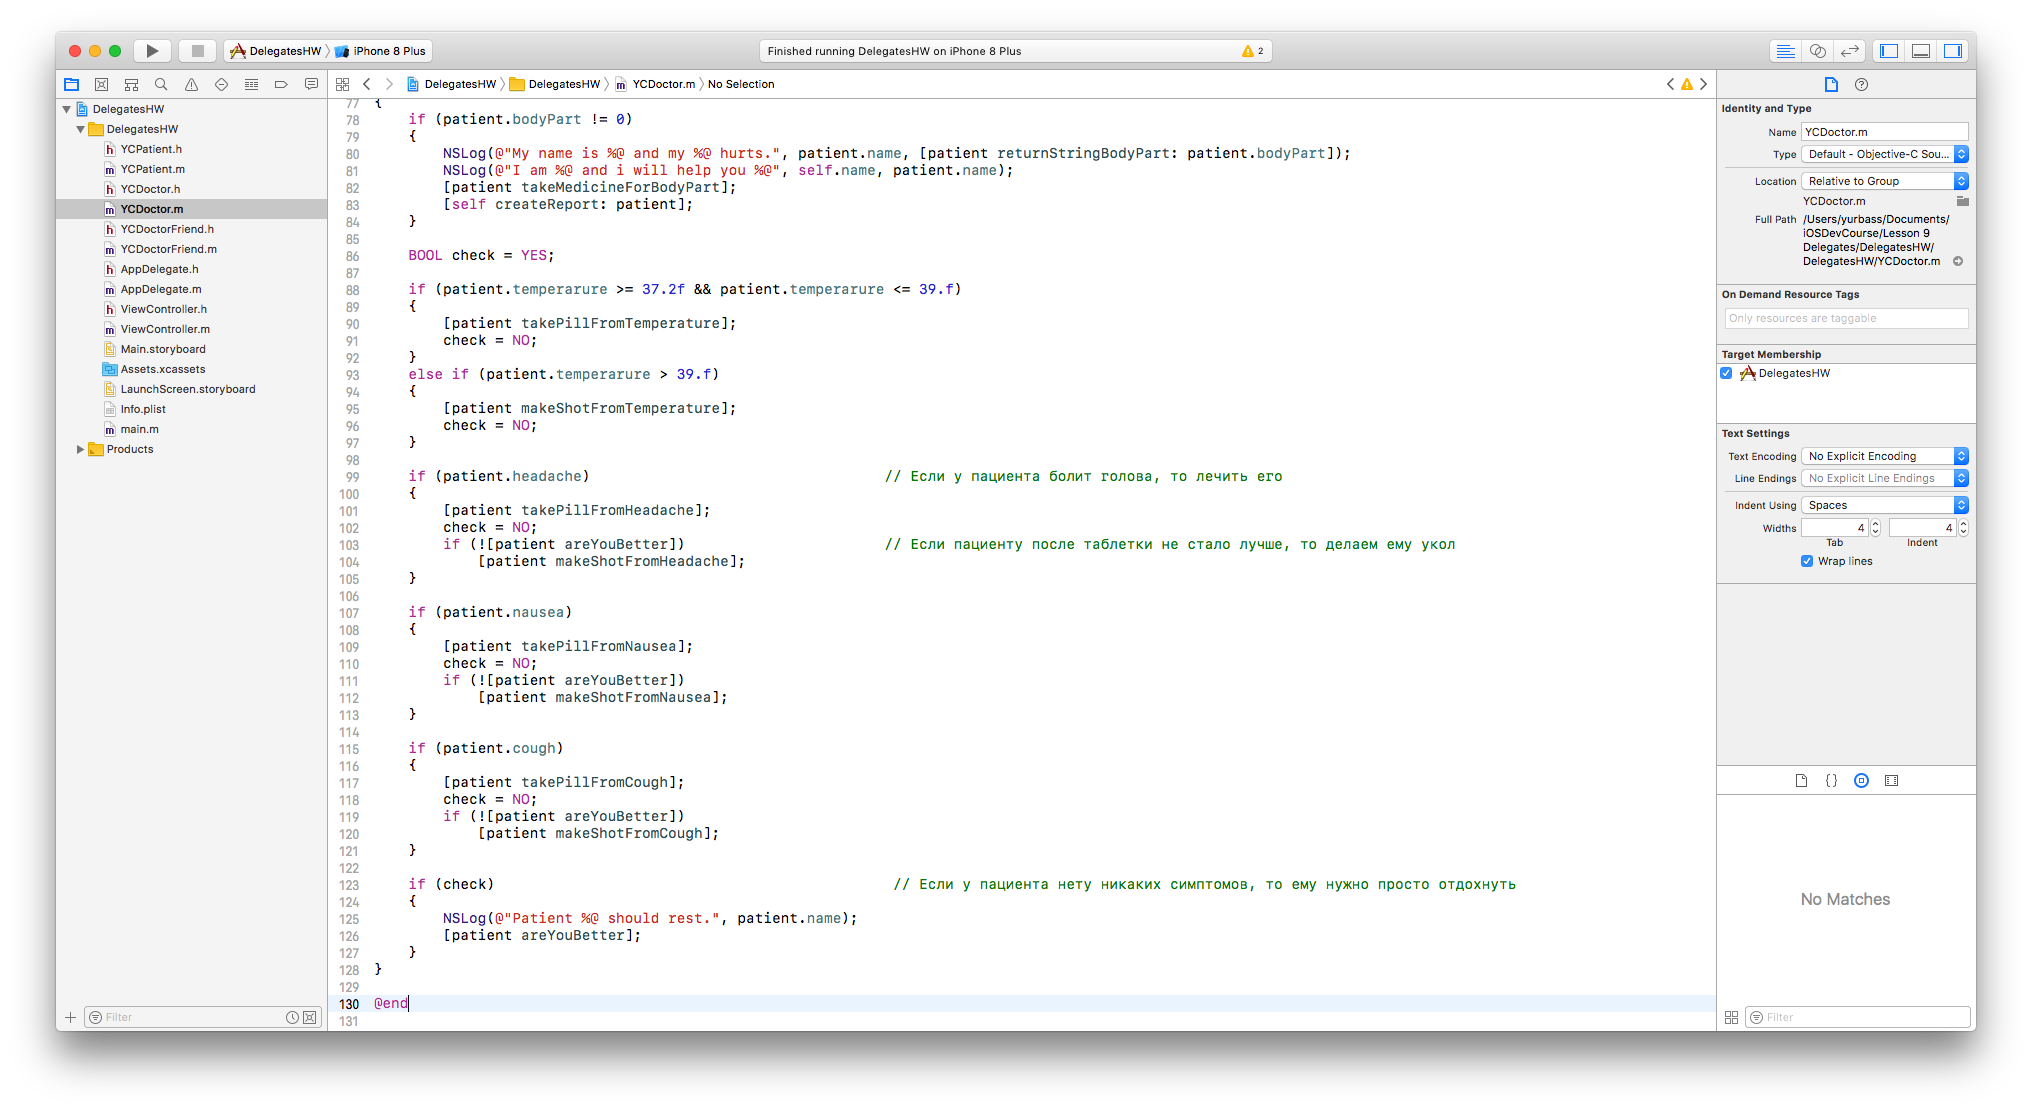 DelegatesHW
iPhone 8 Plus
Finished running DelegatesHW on iPhone 8 Plus
2
DelegatesHW
DelegatesHW
YCDoctor.m
No Selection
DelegatesHW
DelegatesHW
YCPatient.h
YCPatient.m
YCDoctor.h
YCDoctor.m
YCDoctorFriend.h
YCDoctorFriend.m
AppDelegate.h
AppDelegate.m
ViewController.h
ViewController.m
Main.storyboard
Assets.xcassets
LaunchScreen.storyboard
Info.plist
main.m
Products
Filter
77 {
78     if (patient.bodyPart != 0)
79     {
80         NSLog(@"My name is %@ and my %@ hurts.", patient.name, [patient returnStringBodyPart: patient.bodyPart]);
81         NSLog(@"I am %@ and i will help you %@", self.name, patient.name);
82         [patient takeMedicineForBodyPart];
83         [self createReport: patient];
84     }
85
86     BOOL check = YES;
87
88     if (patient.temperarure >= 37.2f && patient.temperarure <= 39.f)
89     {
90         [patient takePillFromTemperature];
91         check = NO;
92     }
93     else if (patient.temperarure > 39.f)
94     {
95         [patient makeShotFromTemperature];
96         check = NO;
97     }
98
99     if (patient.headache) // Если у пациента болит голова, то лечить его
100     {
101         [patient takePillFromHeadache];
102         check = NO;
103         if (![patient areYouBetter]) // Если пациенту после таблетки не стало лучше, то делаем ему укол
104             [patient makeShotFromHeadache];
105     }
106
107     if (patient.nausea)
108     {
109         [patient takePillFromNausea];
110         check = NO;
111         if (![patient areYouBetter])
112             [patient makeShotFromNausea];
113     }
114
115     if (patient.cough)
116     {
117         [patient takePillFromCough];
118         check = NO;
119         if (![patient areYouBetter])
120             [patient makeShotFromCough];
121     }
122
123     if (check) // Если у пациента нету никаких симптомов, то ему нужно просто отдохнуть
124     {
125         NSLog(@"Patient %@ should rest.", patient.name);
126         [patient areYouBetter];
127     }
128 }
129
130 @end
131
Identity and Type
Name YCDoctor.m
Type Default - Objective-C Sou...
Location Relative to Group
YCDoctor.m
Full Path /Users/yurbass/Documents/
iOSDevCourse/Lesson 9
Delegates/DelegatesHW/
DelegatesHW/YCDoctor.m
On Demand Resource Tags
Only resources are taggable
Target Membership
DelegatesHW
Text Settings
Text Encoding No Explicit Encoding
Line Endings No Explicit Line Endings
Indent Using Spaces
Widths 4 4
Tab Indent
Wrap lines
{}
No Matches
Filter